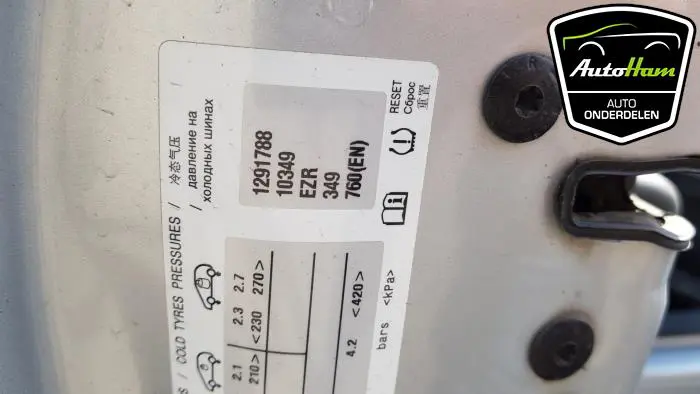 AutoHam
AUTO
ONDERDELEN
COLD TYRES PRESSURES / 冷态气压
/ давление на
холодных шинах
1291788
10349
EZR
349
760(EN)
RESET
Сброс
重置
2.1 2.3 2.7
210> <230 270>
4.2 <420>
bars <kPa>